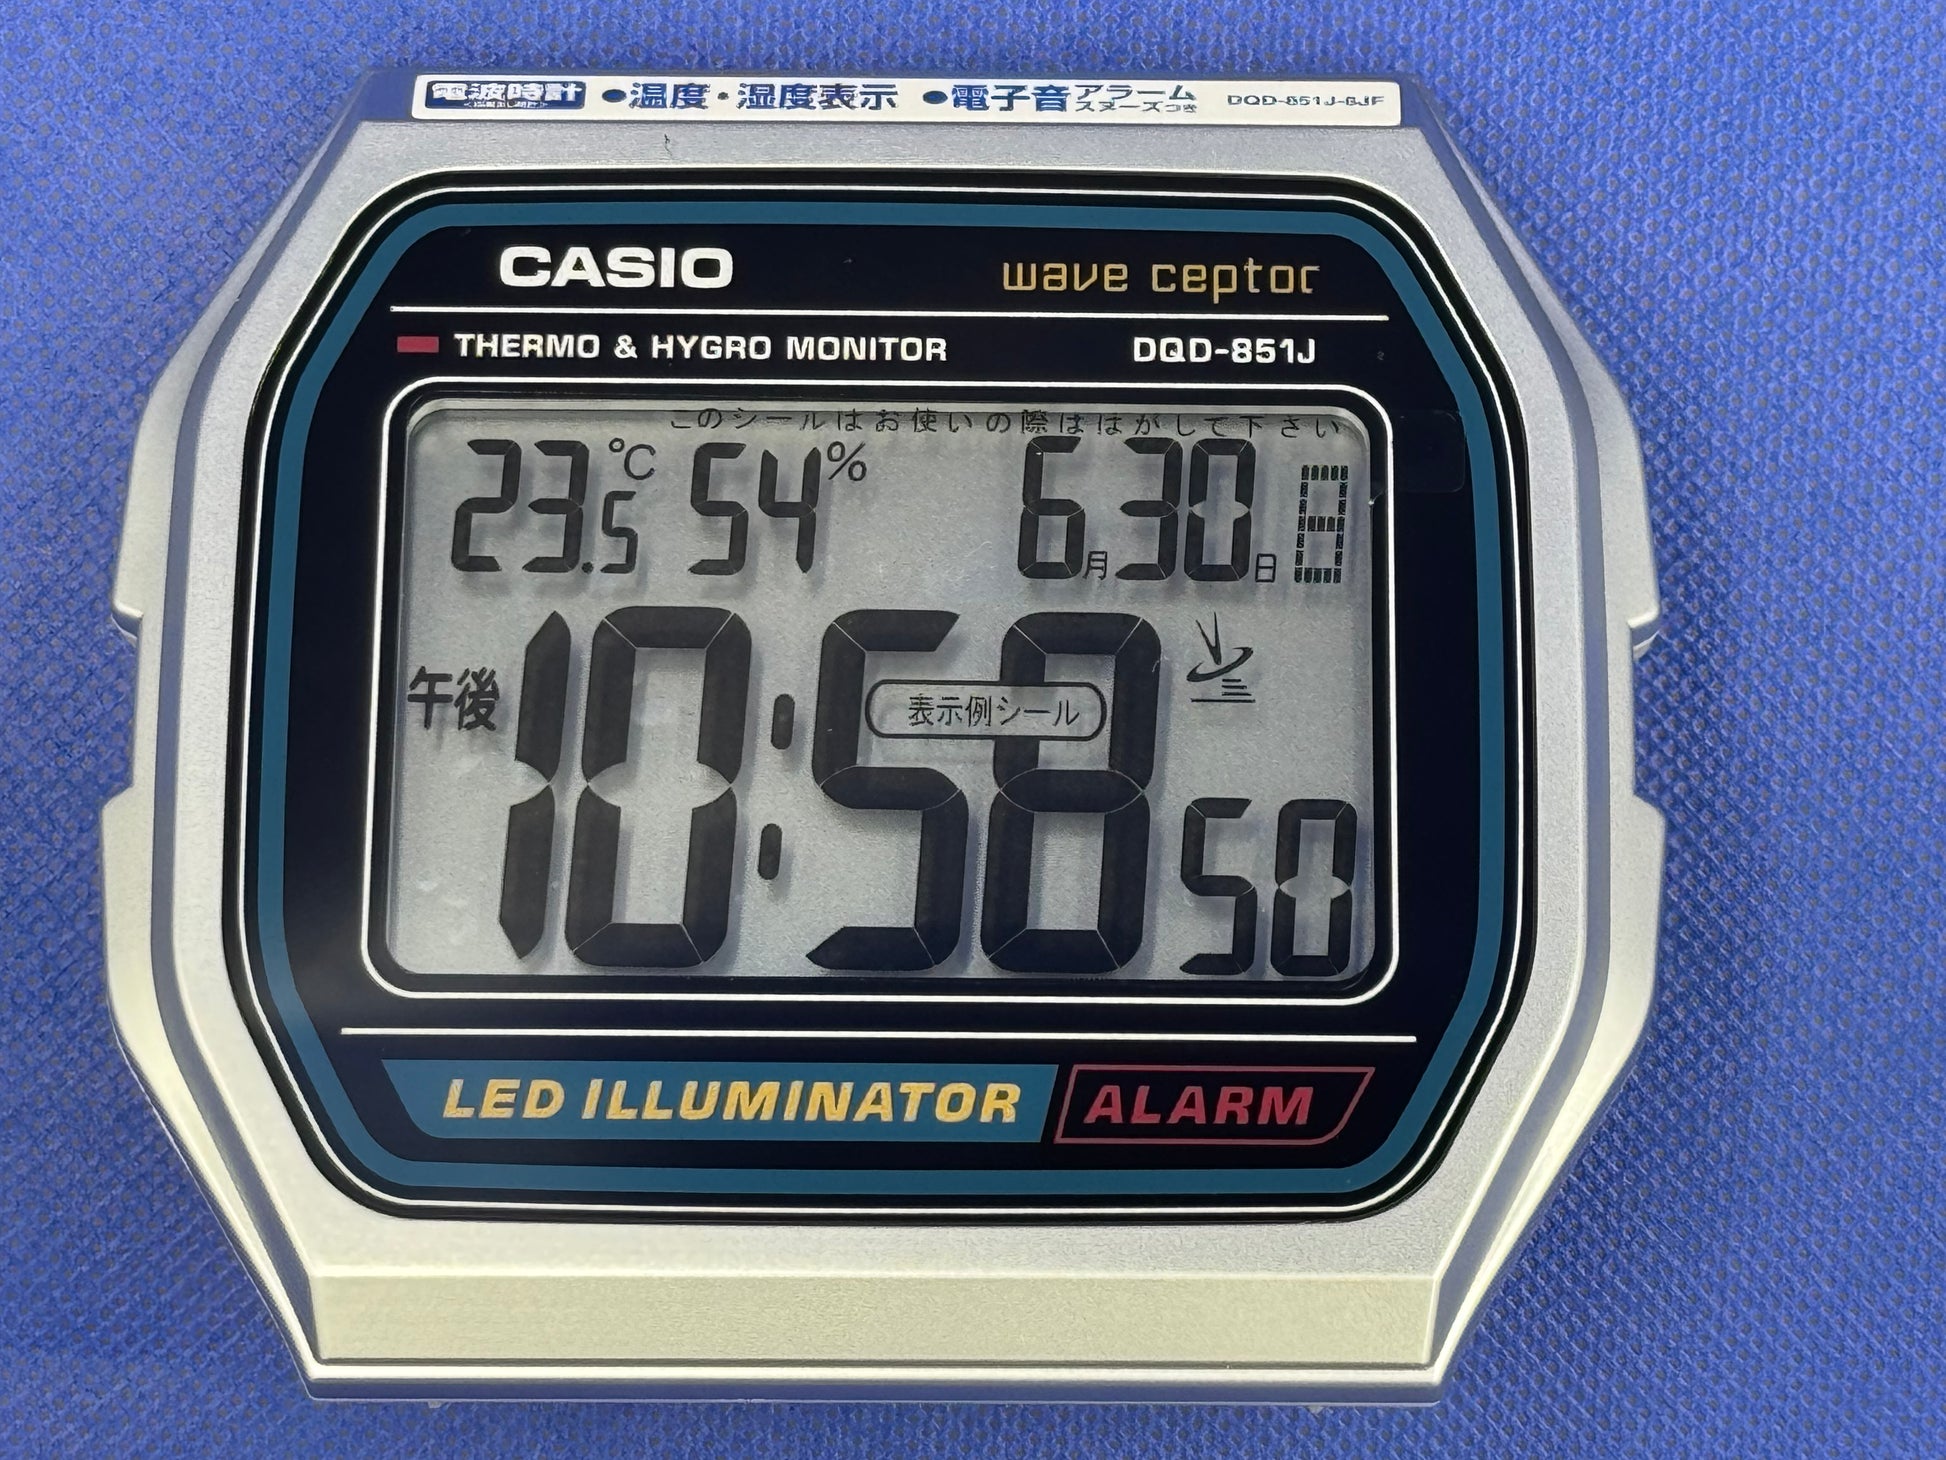 電波時計 ●温度・湿度表示 ●電子音アラーム スヌーズつき DQD-851J-8JF
CASIO wave ceptor
THERMO & HYGRO MONITOR DQD-851J
このシールはお使いの際ははがして下さい
23.5℃ 54% 6月30日 日
午後 10:58 50
表示例シール
LED ILLUMINATOR ALARM